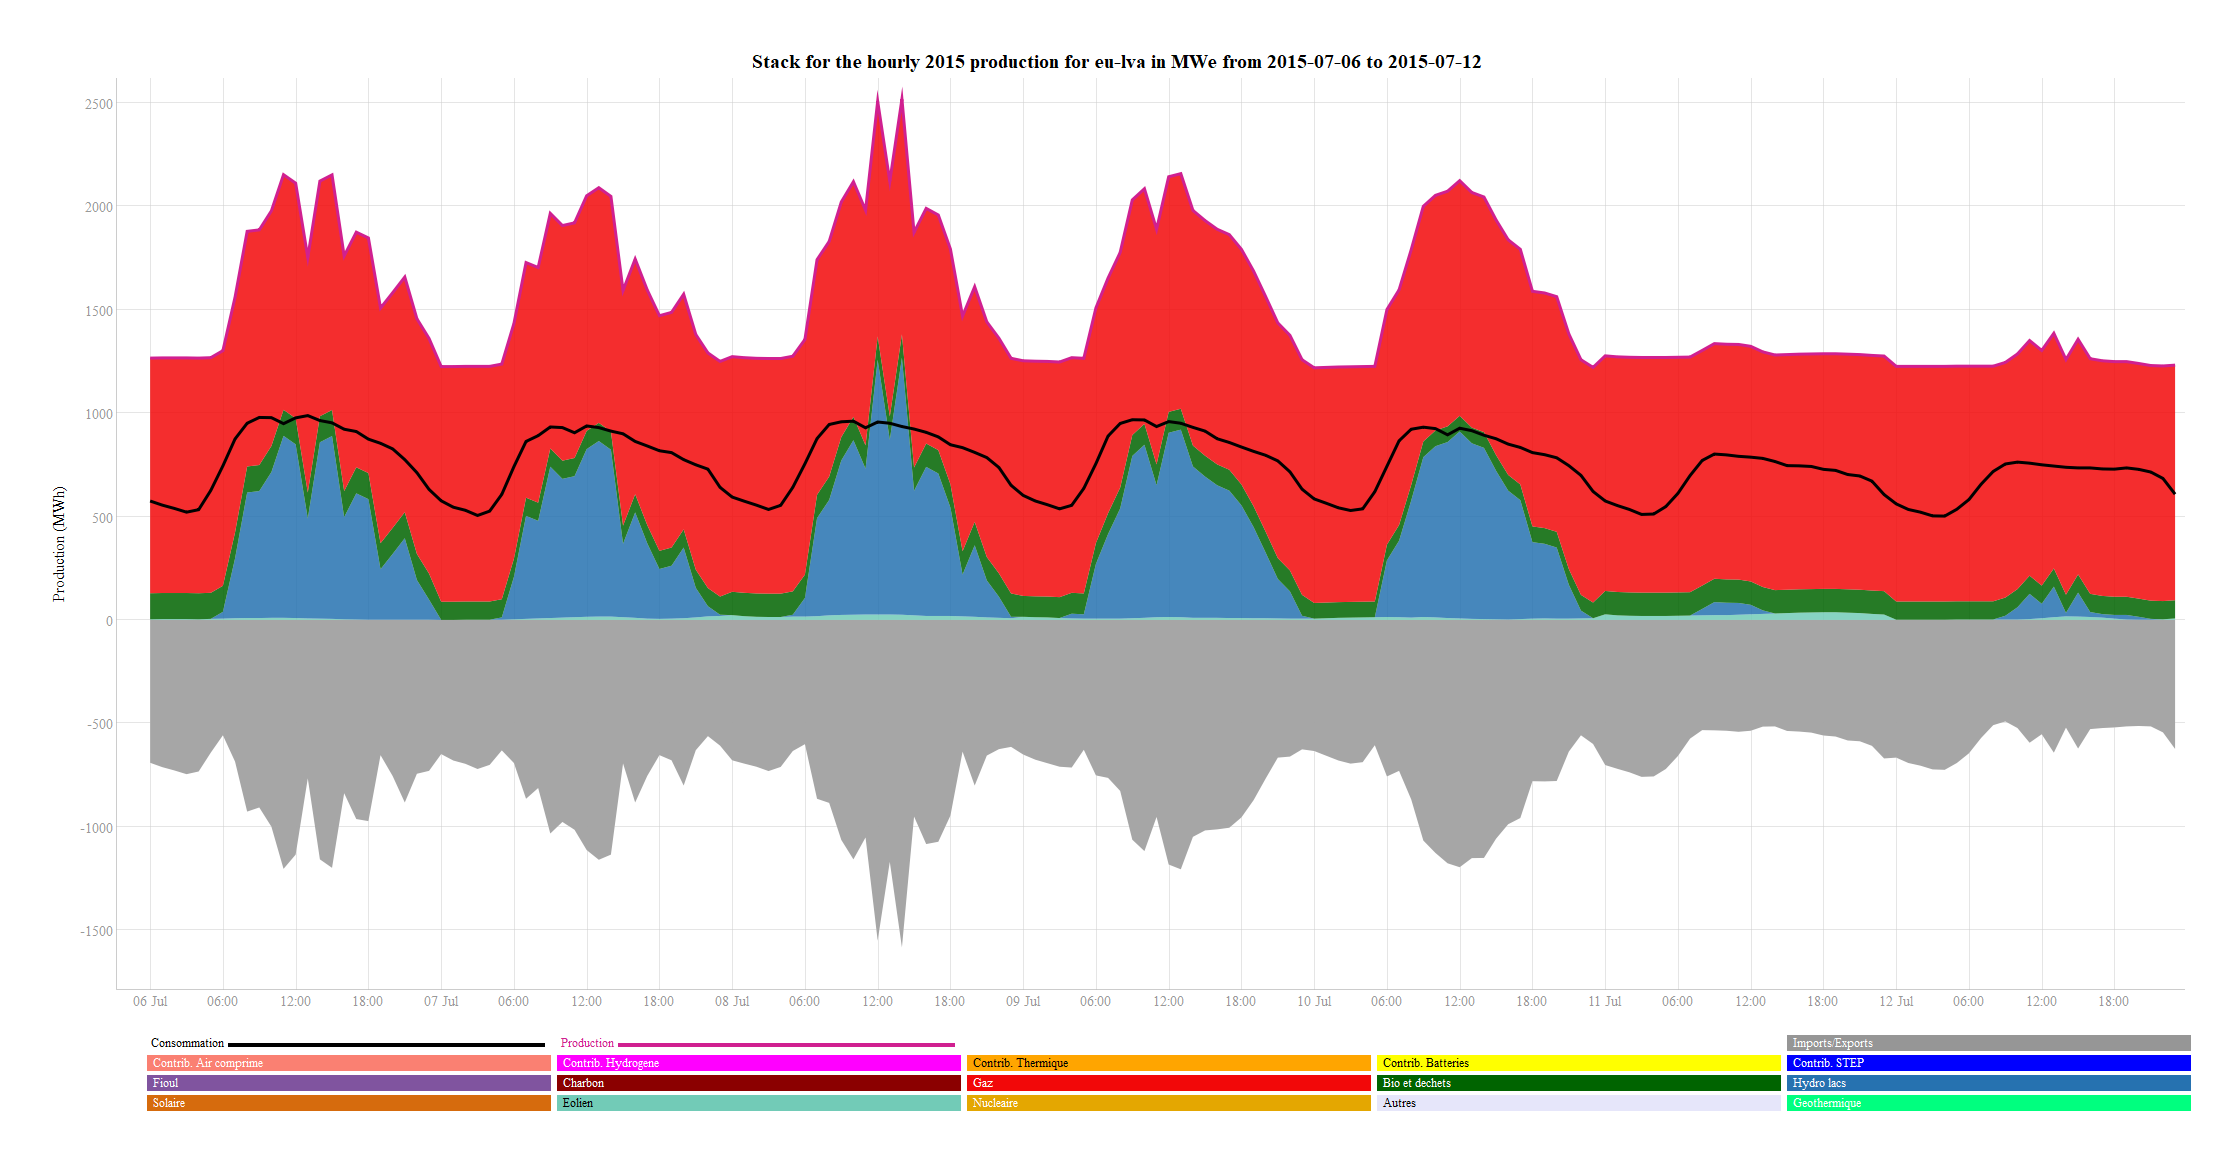 Stack for the hourly 2015 production for eu-lva in MWe from 2015-07-06 to 2015-07-12
Production (MWh)
2500
2000
1500
1000
500
0
-500
-1000
-1500
06 Jul 06:00 12:00 18:00 07 Jul 06:00 12:00 18:00 08 Jul 06:00 12:00 18:00 09 Jul 06:00 12:00 18:00 10 Jul 06:00 12:00 18:00 11 Jul 06:00 12:00 18:00 12 Jul 06:00 12:00 18:00
Consommation Production Imports/Exports
Contrib. Air comprime Contrib. Hydrogene Contrib. Thermique Contrib. Batteries Contrib. STEP
Fioul Charbon Gaz Bio et dechets Hydro lacs
Solaire Eolien Nucleaire Autres Geothermique